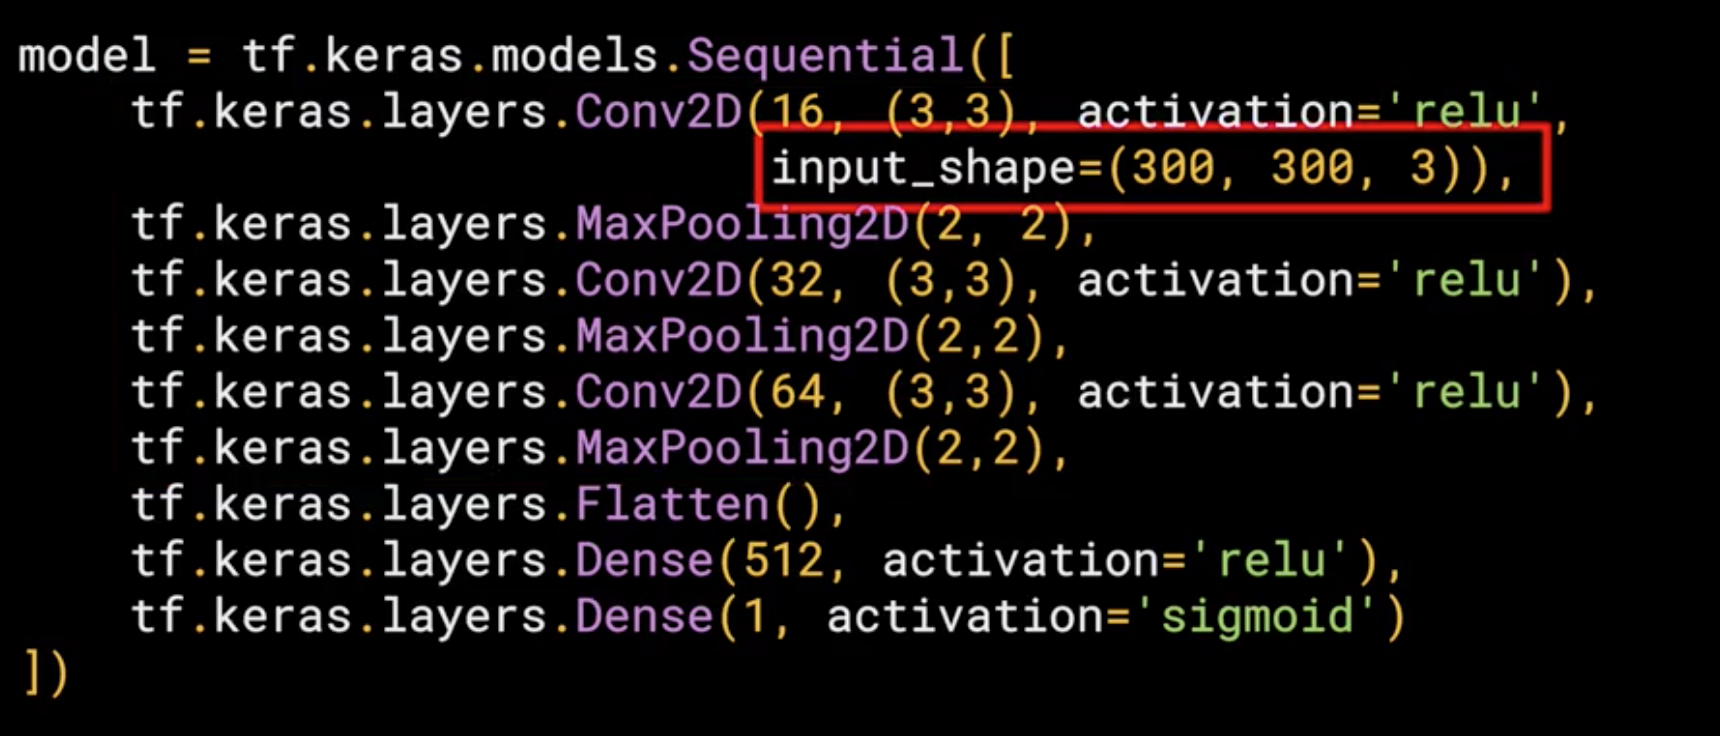 model = tf.keras.models.Sequential([
    tf.keras.layers.Conv2D(16, (3,3), activation='relu',
                           input_shape=(300, 300, 3)),
    tf.keras.layers.MaxPooling2D(2, 2),
    tf.keras.layers.Conv2D(32, (3,3), activation='relu'),
    tf.keras.layers.MaxPooling2D(2,2),
    tf.keras.layers.Conv2D(64, (3,3), activation='relu'),
    tf.keras.layers.MaxPooling2D(2,2),
    tf.keras.layers.Flatten(),
    tf.keras.layers.Dense(512, activation='relu'),
    tf.keras.layers.Dense(1, activation='sigmoid')
])